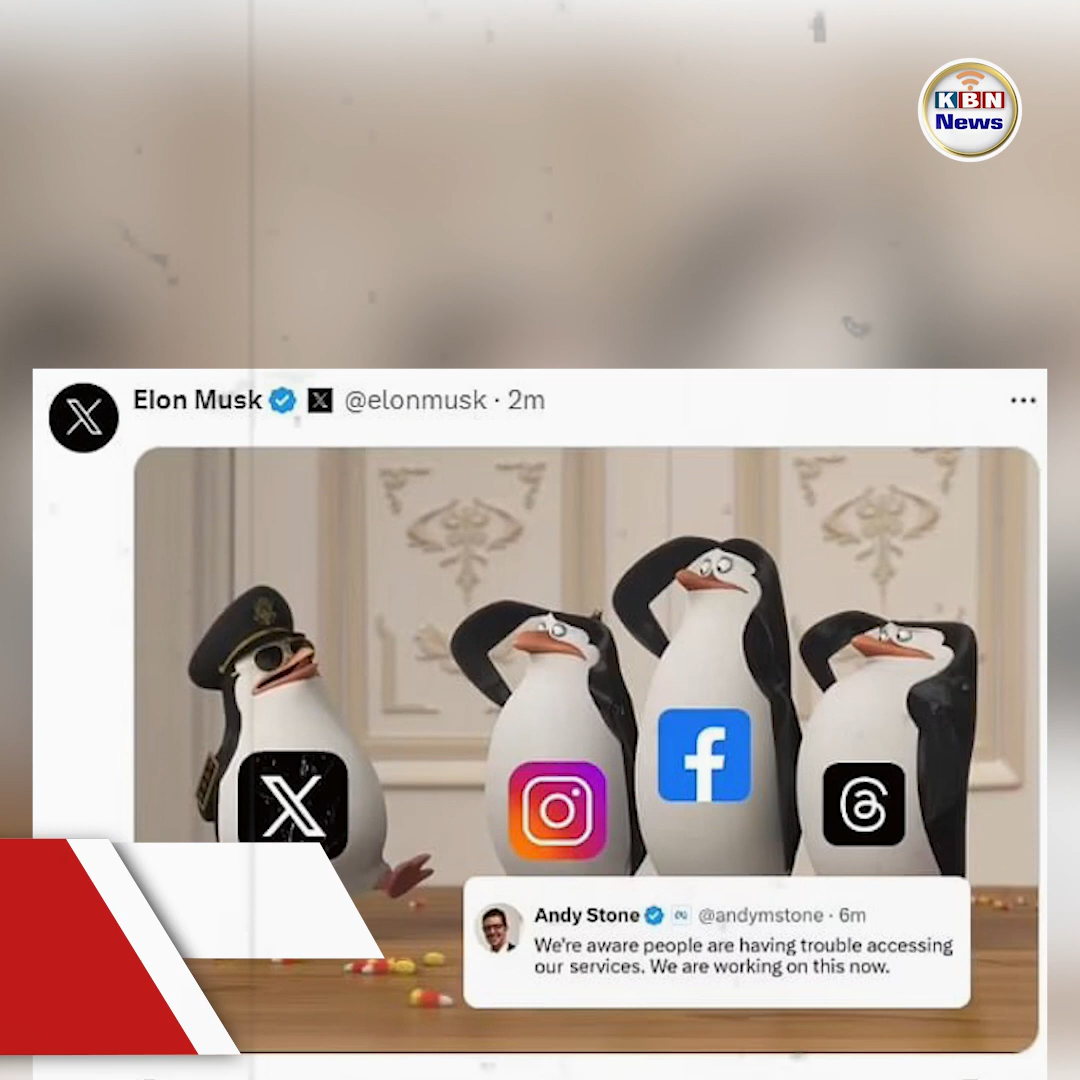 KBN
News
Elon Musk @elonmusk · 2m
Andy Stone @andymstone · 6m
We're aware people are having trouble accessing
our services. We are working on this now.